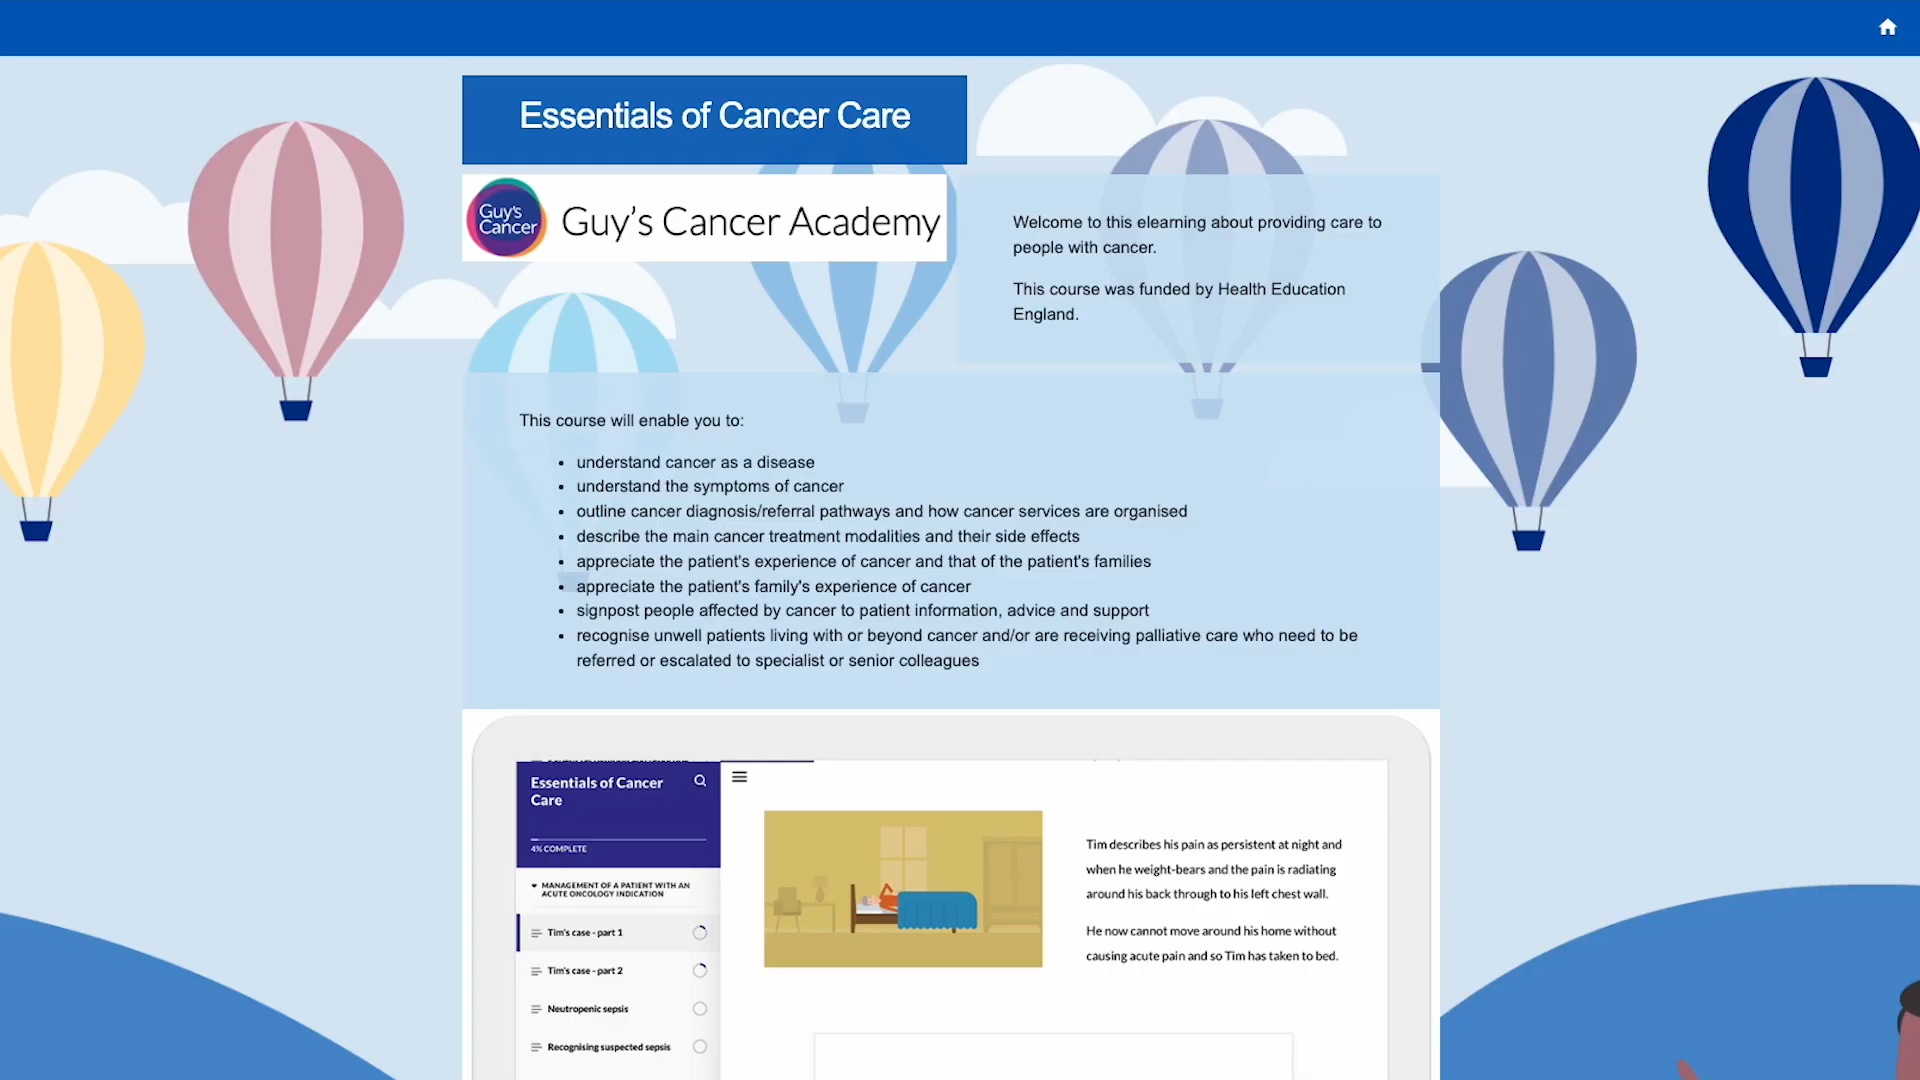 Essentials of Cancer Care
Guy's
Cancer
Guy's Cancer Academy
Welcome to this elearning about providing care to
people with cancer.
This course was funded by Health Education
England.
This course will enable you to:
• understand cancer as a disease
• understand the symptoms of cancer
• outline cancer diagnosis/referral pathways and how cancer services are organised
• describe the main cancer treatment modalities and their side effects
• appreciate the patient's experience of cancer and that of the patient's families
• appreciate the patient's family's experience of cancer
• signpost people affected by cancer to patient information, advice and support
• recognise unwell patients living with or beyond cancer and/or are receiving palliative care who need to be
referred or escalated to specialist or senior colleagues
Essentials of Cancer
Care
4% COMPLETE
MANAGEMENT OF A PATIENT WITH AN
ACUTE ONCOLOGY INDICATION
Tim's case - part 1
Tim's case - part 2
Neutropenic sepsis
Recognising suspected sepsis
Tim describes his pain as persistent at night and
when he weight-bears and the pain is radiating
around his back through to his left chest wall.
He now cannot move around his home without
causing acute pain and so Tim has taken to bed.